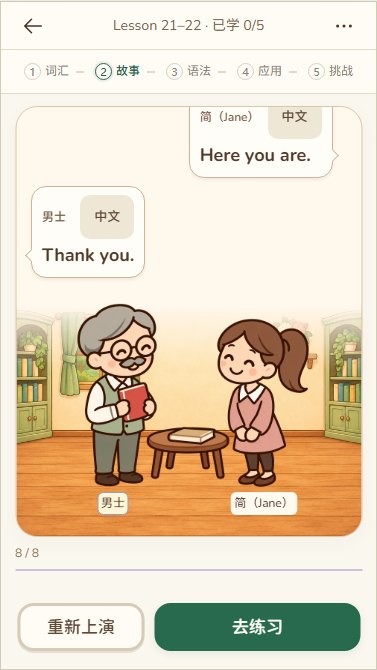 Lesson 21–22 · 已学 0/5
1 词汇 – 2 故事 – 3 语法 – 4 应用 – 5 挑战
简（Jane） 中文
Here you are.
男士 中文
Thank you.
男士 简（Jane）
8 / 8
重新上演 去练习